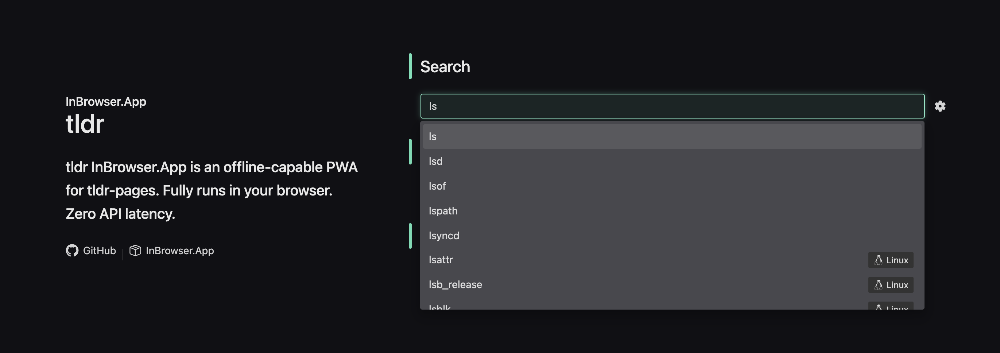 InBrowser.App
tldr
tldr InBrowser.App is an offline-capable PWA
for tldr-pages. Fully runs in your browser.
Zero API latency.
GitHub
InBrowser.App
Search
ls
ls
lsd
lsof
lspath
lsyncd
lsattr
Linux
lsb_release
Linux
lsblk
Linux